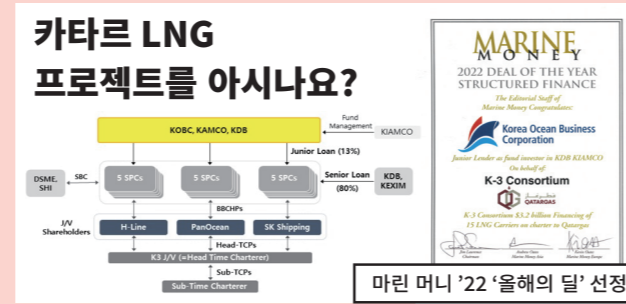 카타르 LNG
프로젝트를 아시나요?
KOBC, KAMCO, KDB
Fund
Management
KIAMCO
Junior Loan (13%)
DSME,
SHI
SBC
5 SPCs
5 SPCs
5 SPCs
Senior Loan
(80%)
KDB,
KEXIM
BBCHPs
J/V
Shareholders
H-Line
PanOcean
SK Shipping
Head-TCPs
K3 J/V (=Head Time Charterer)
Sub-TCPs
Sub-Time Charterer
MARINE
MONEY
2022 DEAL OF THE YEAR
STRUCTURED FINANCE
The Editorial Staff of
Marine Money Congratulates:
Korea Ocean Business
Corporation
Junior Lender as fund investor in KDB KIAMCO
On behalf of
K-3 Consortium
QATARGAS
K-3 Consortium $3.2 billion Financing of
15 LNG Carriers on charter to Qatargas
마린 머니 ’22 ‘올해의 딜’ 선정